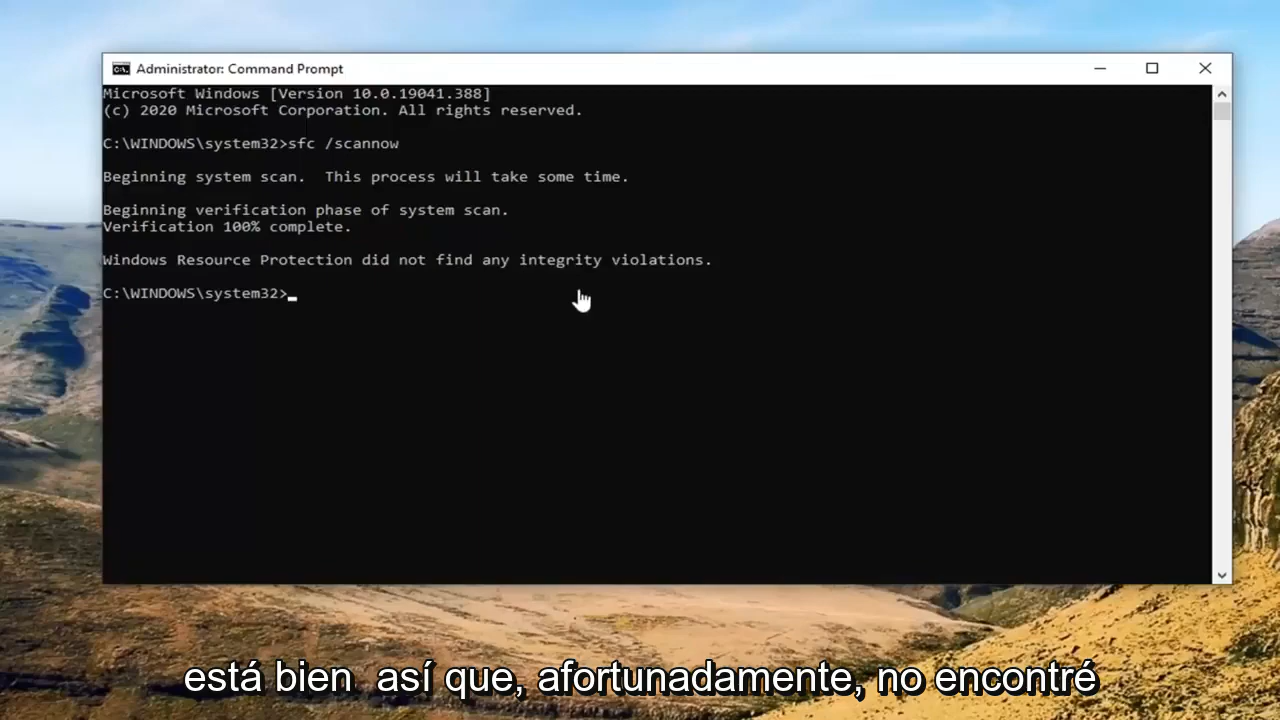 Administrator: Command Prompt
Microsoft Windows [Version 10.0.19041.388]
(c) 2020 Microsoft Corporation. All rights reserved.
C:\WINDOWS\system32>sfc /scannow
Beginning system scan.  This process will take some time.
Beginning verification phase of system scan.
Verification 100% complete.
Windows Resource Protection did not find any integrity violations.
C:\WINDOWS\system32>
está bien  así que, afortunadamente, no encontré